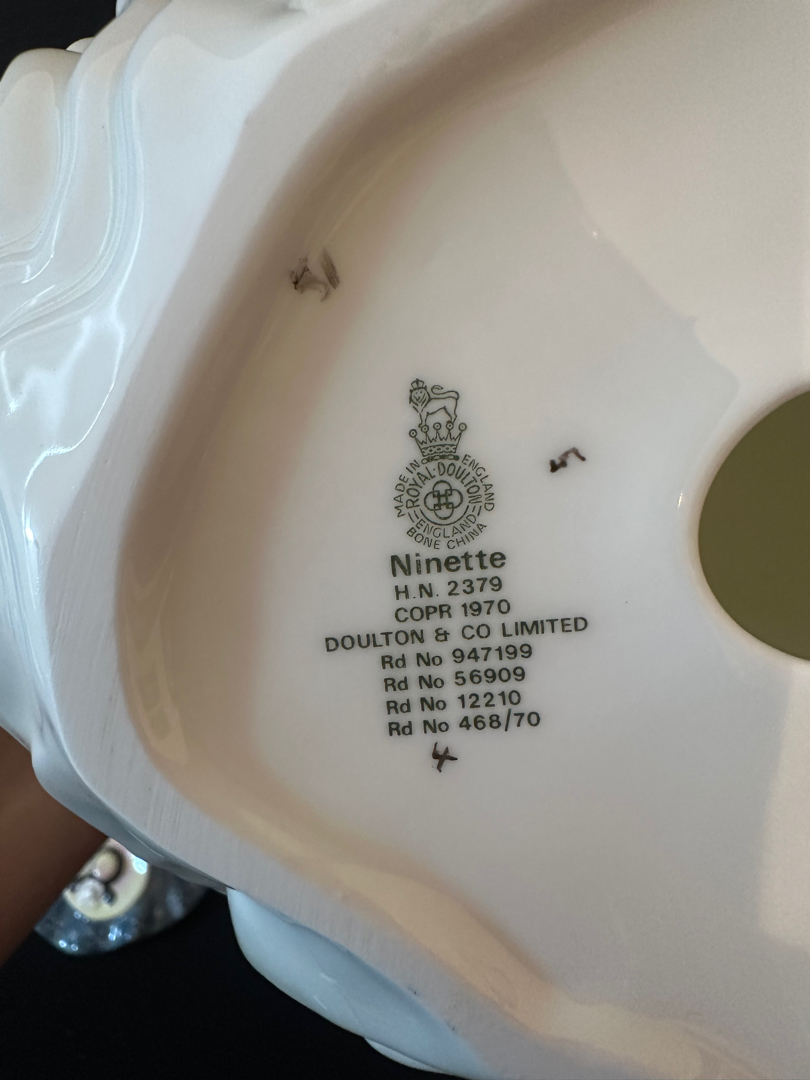 MADE IN ENGLAND
ROYAL·DOULTON
ENGLAND
BONE CHINA
Ninette
H.N. 2379
COPR 1970
DOULTON & CO LIMITED
Rd No 947199
Rd No 56909
Rd No 12210
Rd No 468/70